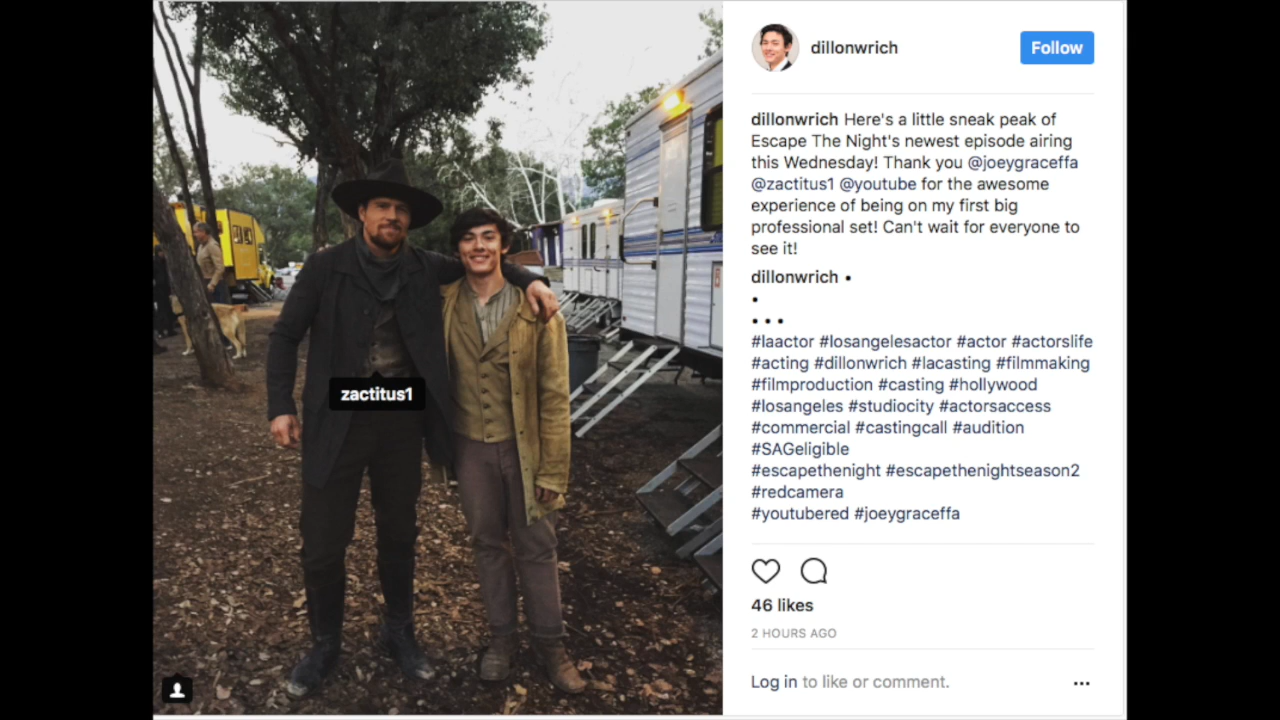 dillonwrich
Follow
dillonwrich Here's a little sneak peak of
Escape The Night's newest episode airing
this Wednesday! Thank you @joeygraceffa
@zactitus1 @youtube for the awesome
experience of being on my first big
professional set! Can't wait for everyone to
see it!
dillonwrich •
•
• • •
#laactor #losangelesactor #actor #actorslife
#acting #dillonwrich #lacasting #filmmaking
#filmproduction #casting #hollywood
#losangeles #studiocity #actorsaccess
#commercial #castingcall #audition
#SAGeligible
#escapethenight #escapethenightseason2
#redcamera
#youtubered #joeygraceffa
zactitus1
46 likes
2 HOURS AGO
Log in to like or comment.